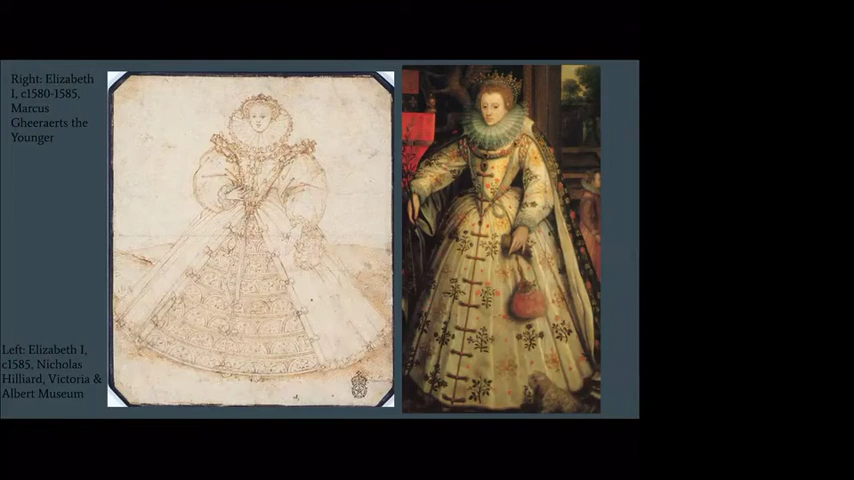 Right: Elizabeth
I, c1580-1585,
Marcus
Gheeraerts the
Younger
Left: Elizabeth I,
c1585, Nicholas
Hilliard, Victoria &
Albert Museum